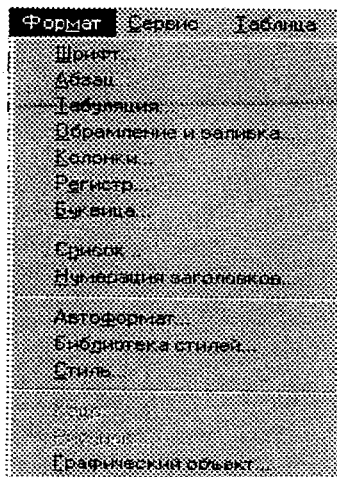 Формат Сервис Таблица
Шрифт...
Абзац...
Табуляция...
Обрамление и заливка...
Колонки...
Регистр...
Буквица...
Список...
Нумерация заголовков...
Автоформат...
Библиотека стилей...
Стиль...
Графический объект...